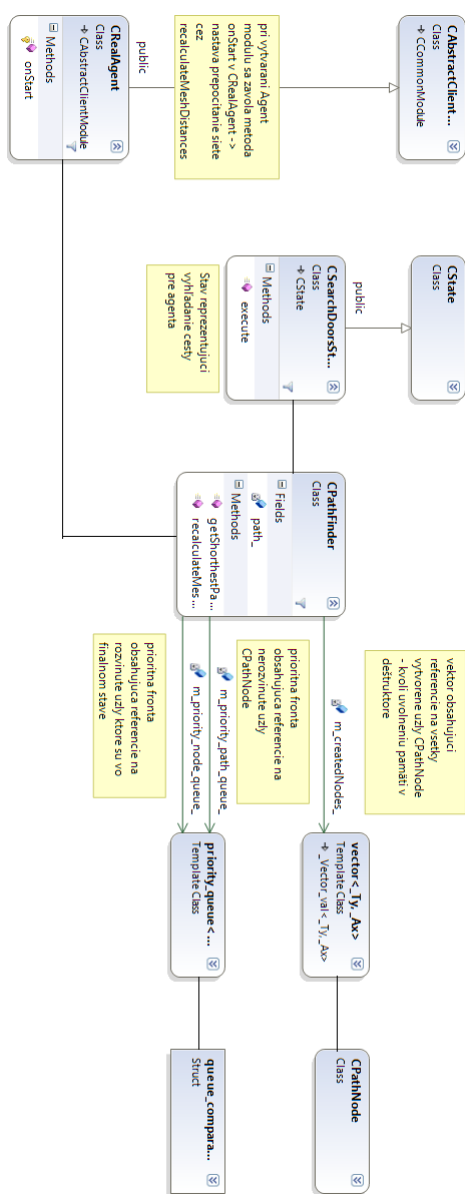 CAbstractClient...
Class
CCommonModule
public
pri vytvarani Agent
modulu sa zavola metoda
onStart v CRealAgent ->
nastava prepocitanie siete
cez
recalculateMeshDistances
CRealAgent
Class
CAbstractClientModule
Methods
onStart
CState
Class
public
CSearchDoorsSt...
Class
CState
Methods
execute
Stav reprezentujuci
vyhľadanie cesty
pre agenta
CPathFinder
Class
Fields
path_
Methods
getShorthestPa...
recalculateMes...
vektor obsahujuci
referencie na vsetky
vytvorene uzly CPathNode
- kvoli uvolneniu pamäti v
deštruktore
m_createdNodes_
prioritna fronta
obsahujuca referencie na
nerozvinute uzly
CPathNode
m_priority_path_queue_
m_priority_node_queue_
prioritna fronta
obsahujuca referencie na
rozvinute uzly ktore su vo
finalnom stave
vector<_Ty,_Ax>
Template Class
_Vector_val<_Ty,_Ax>
priority_queue<...
Template Class
CPathNode
Class
queue_compara...
Struct